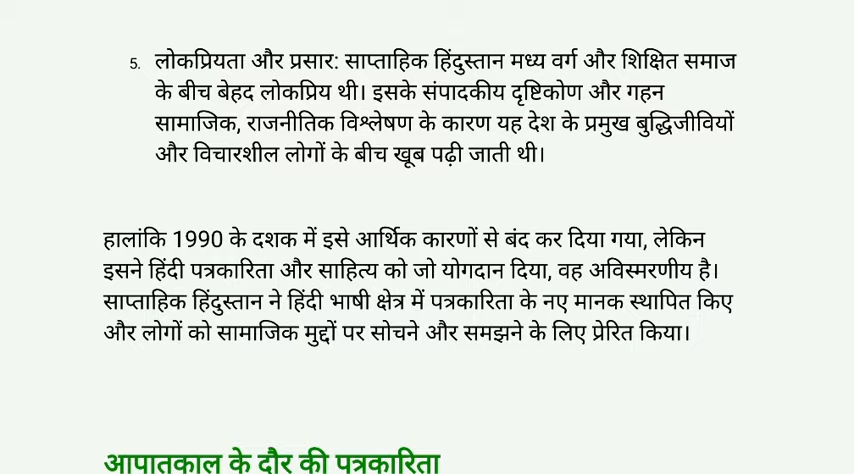 5. लोकप्रियता और प्रसार: साप्ताहिक हिंदुस्तान मध्य वर्ग और शिक्षित समाज
के बीच बेहद लोकप्रिय थी। इसके संपादकीय दृष्टिकोण और गहन
सामाजिक, राजनीतिक विश्लेषण के कारण यह देश के प्रमुख बुद्धिजीवियों
और विचारशील लोगों के बीच खूब पढ़ी जाती थी।
हालांकि 1990 के दशक में इसे आर्थिक कारणों से बंद कर दिया गया, लेकिन
इसने हिंदी पत्रकारिता और साहित्य को जो योगदान दिया, वह अविस्मरणीय है।
साप्ताहिक हिंदुस्तान ने हिंदी भाषी क्षेत्र में पत्रकारिता के नए मानक स्थापित किए
और लोगों को सामाजिक मुद्दों पर सोचने और समझने के लिए प्रेरित किया।
आपातकाल के दौर की पत्रकारिता